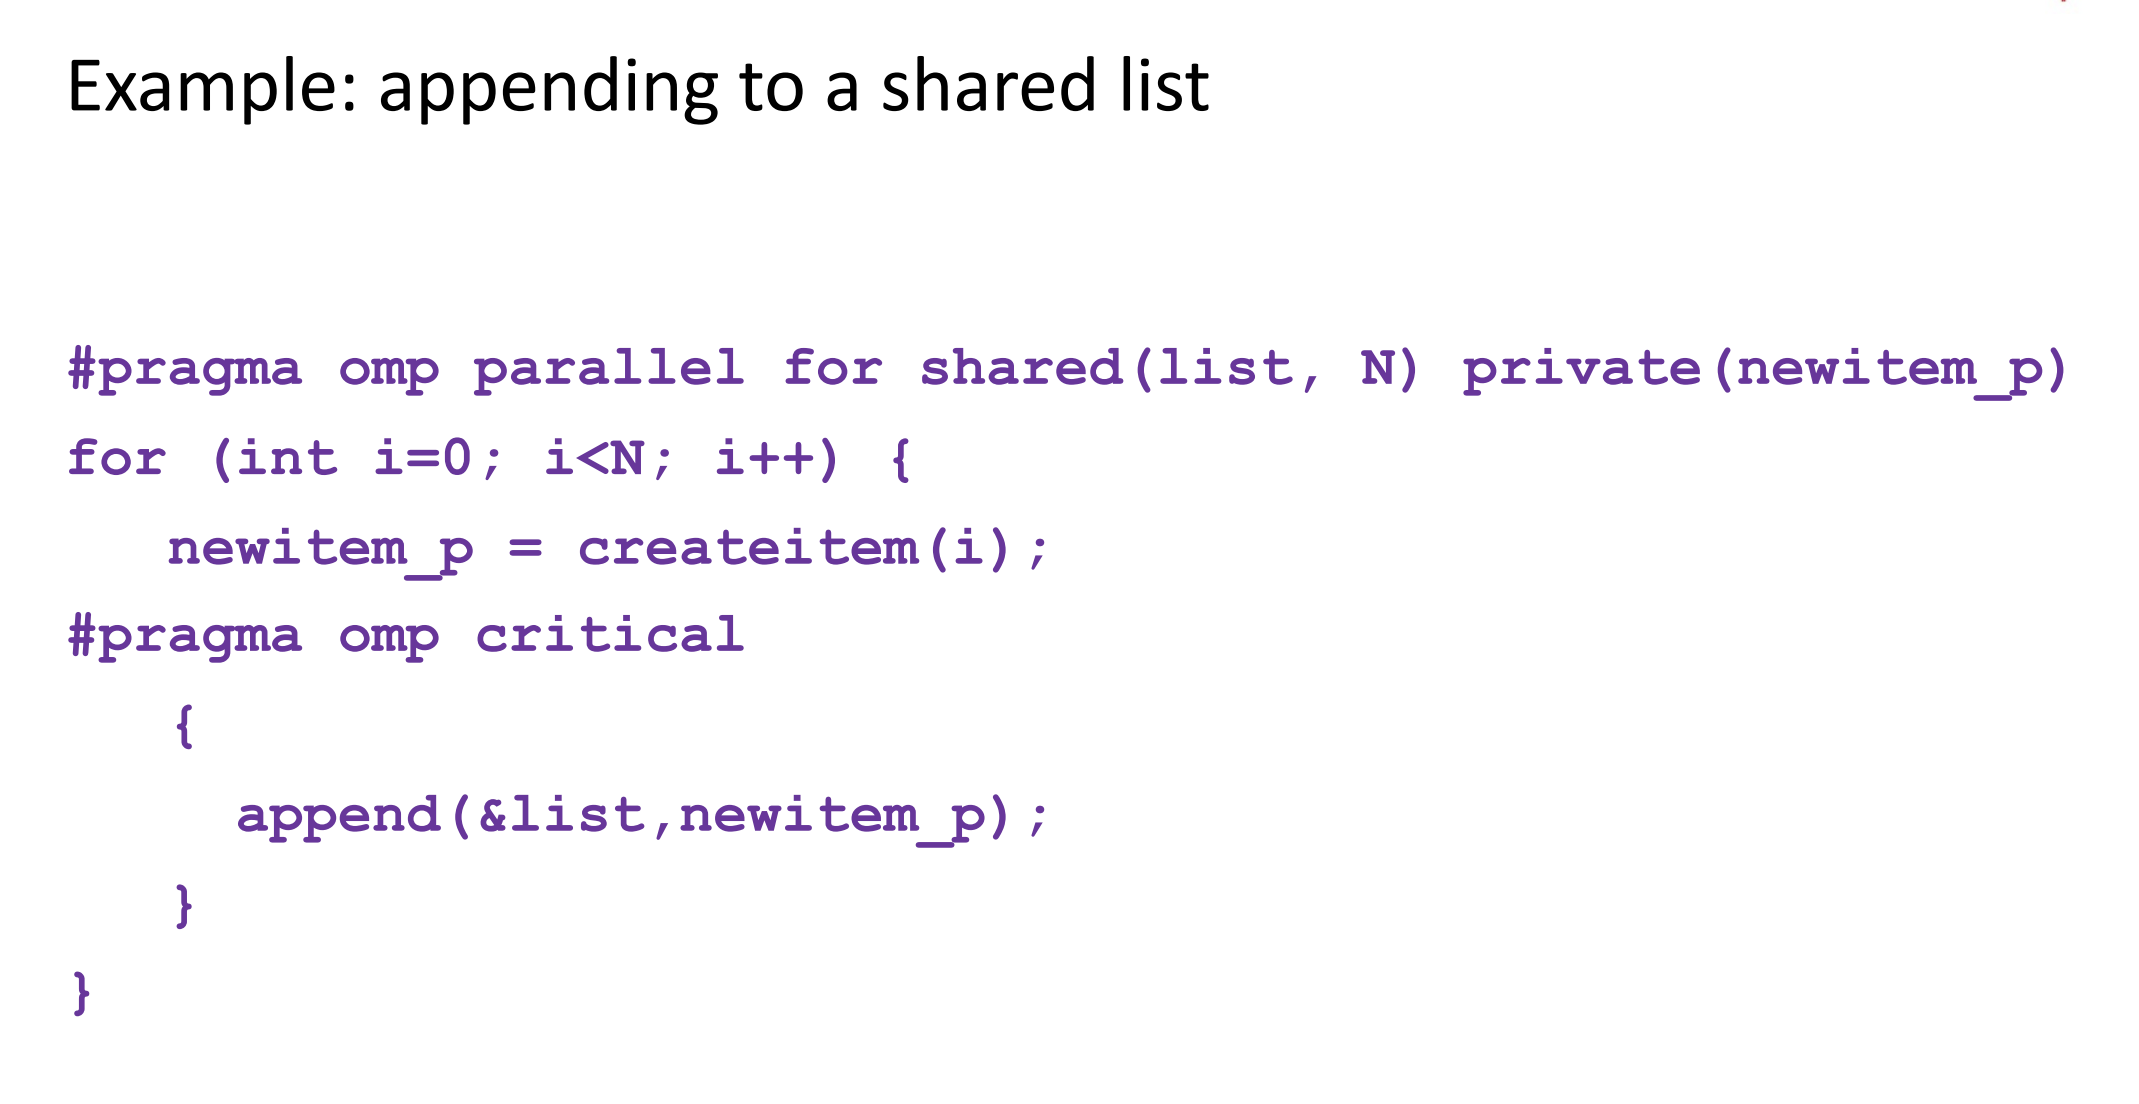 Example: appending to a shared list
#pragma omp parallel for shared(list, N) private(newitem_p)
for (int i=0; i<N; i++) {
   newitem_p = createitem(i);
#pragma omp critical
   {
     append(&list,newitem_p);
   }
}